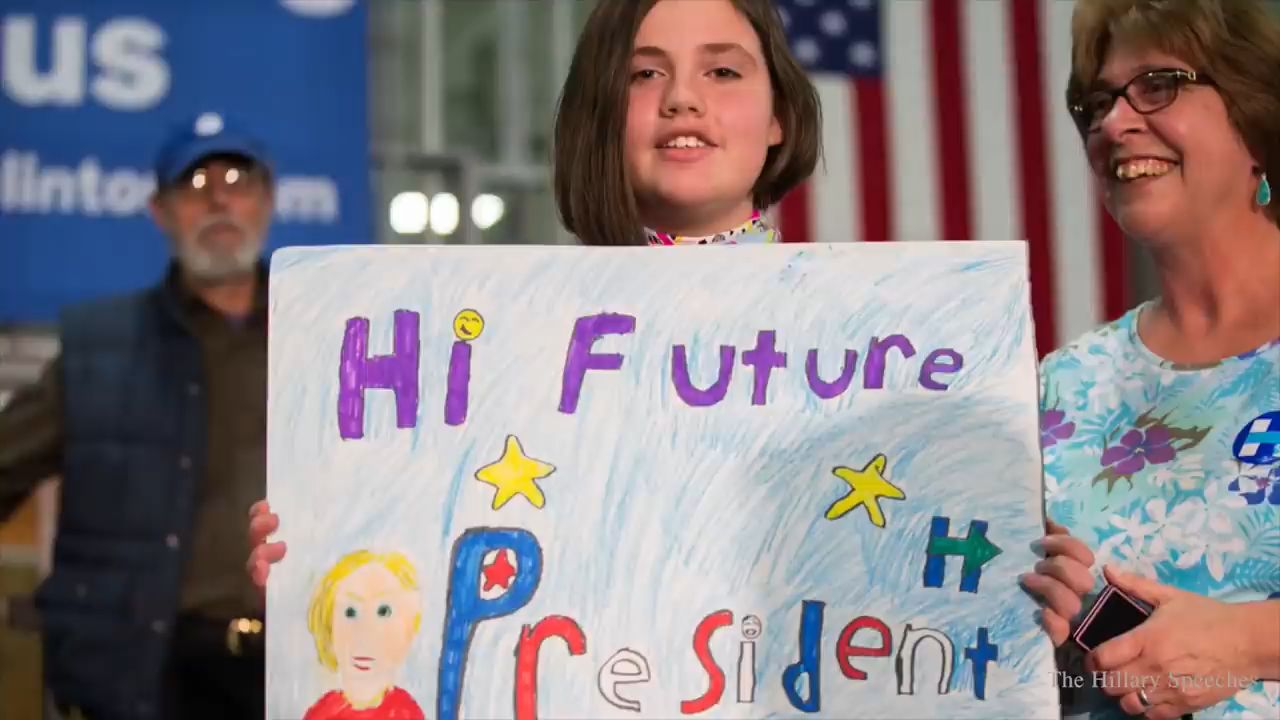 us
Hi Future
H
President
The Hillary Speeches